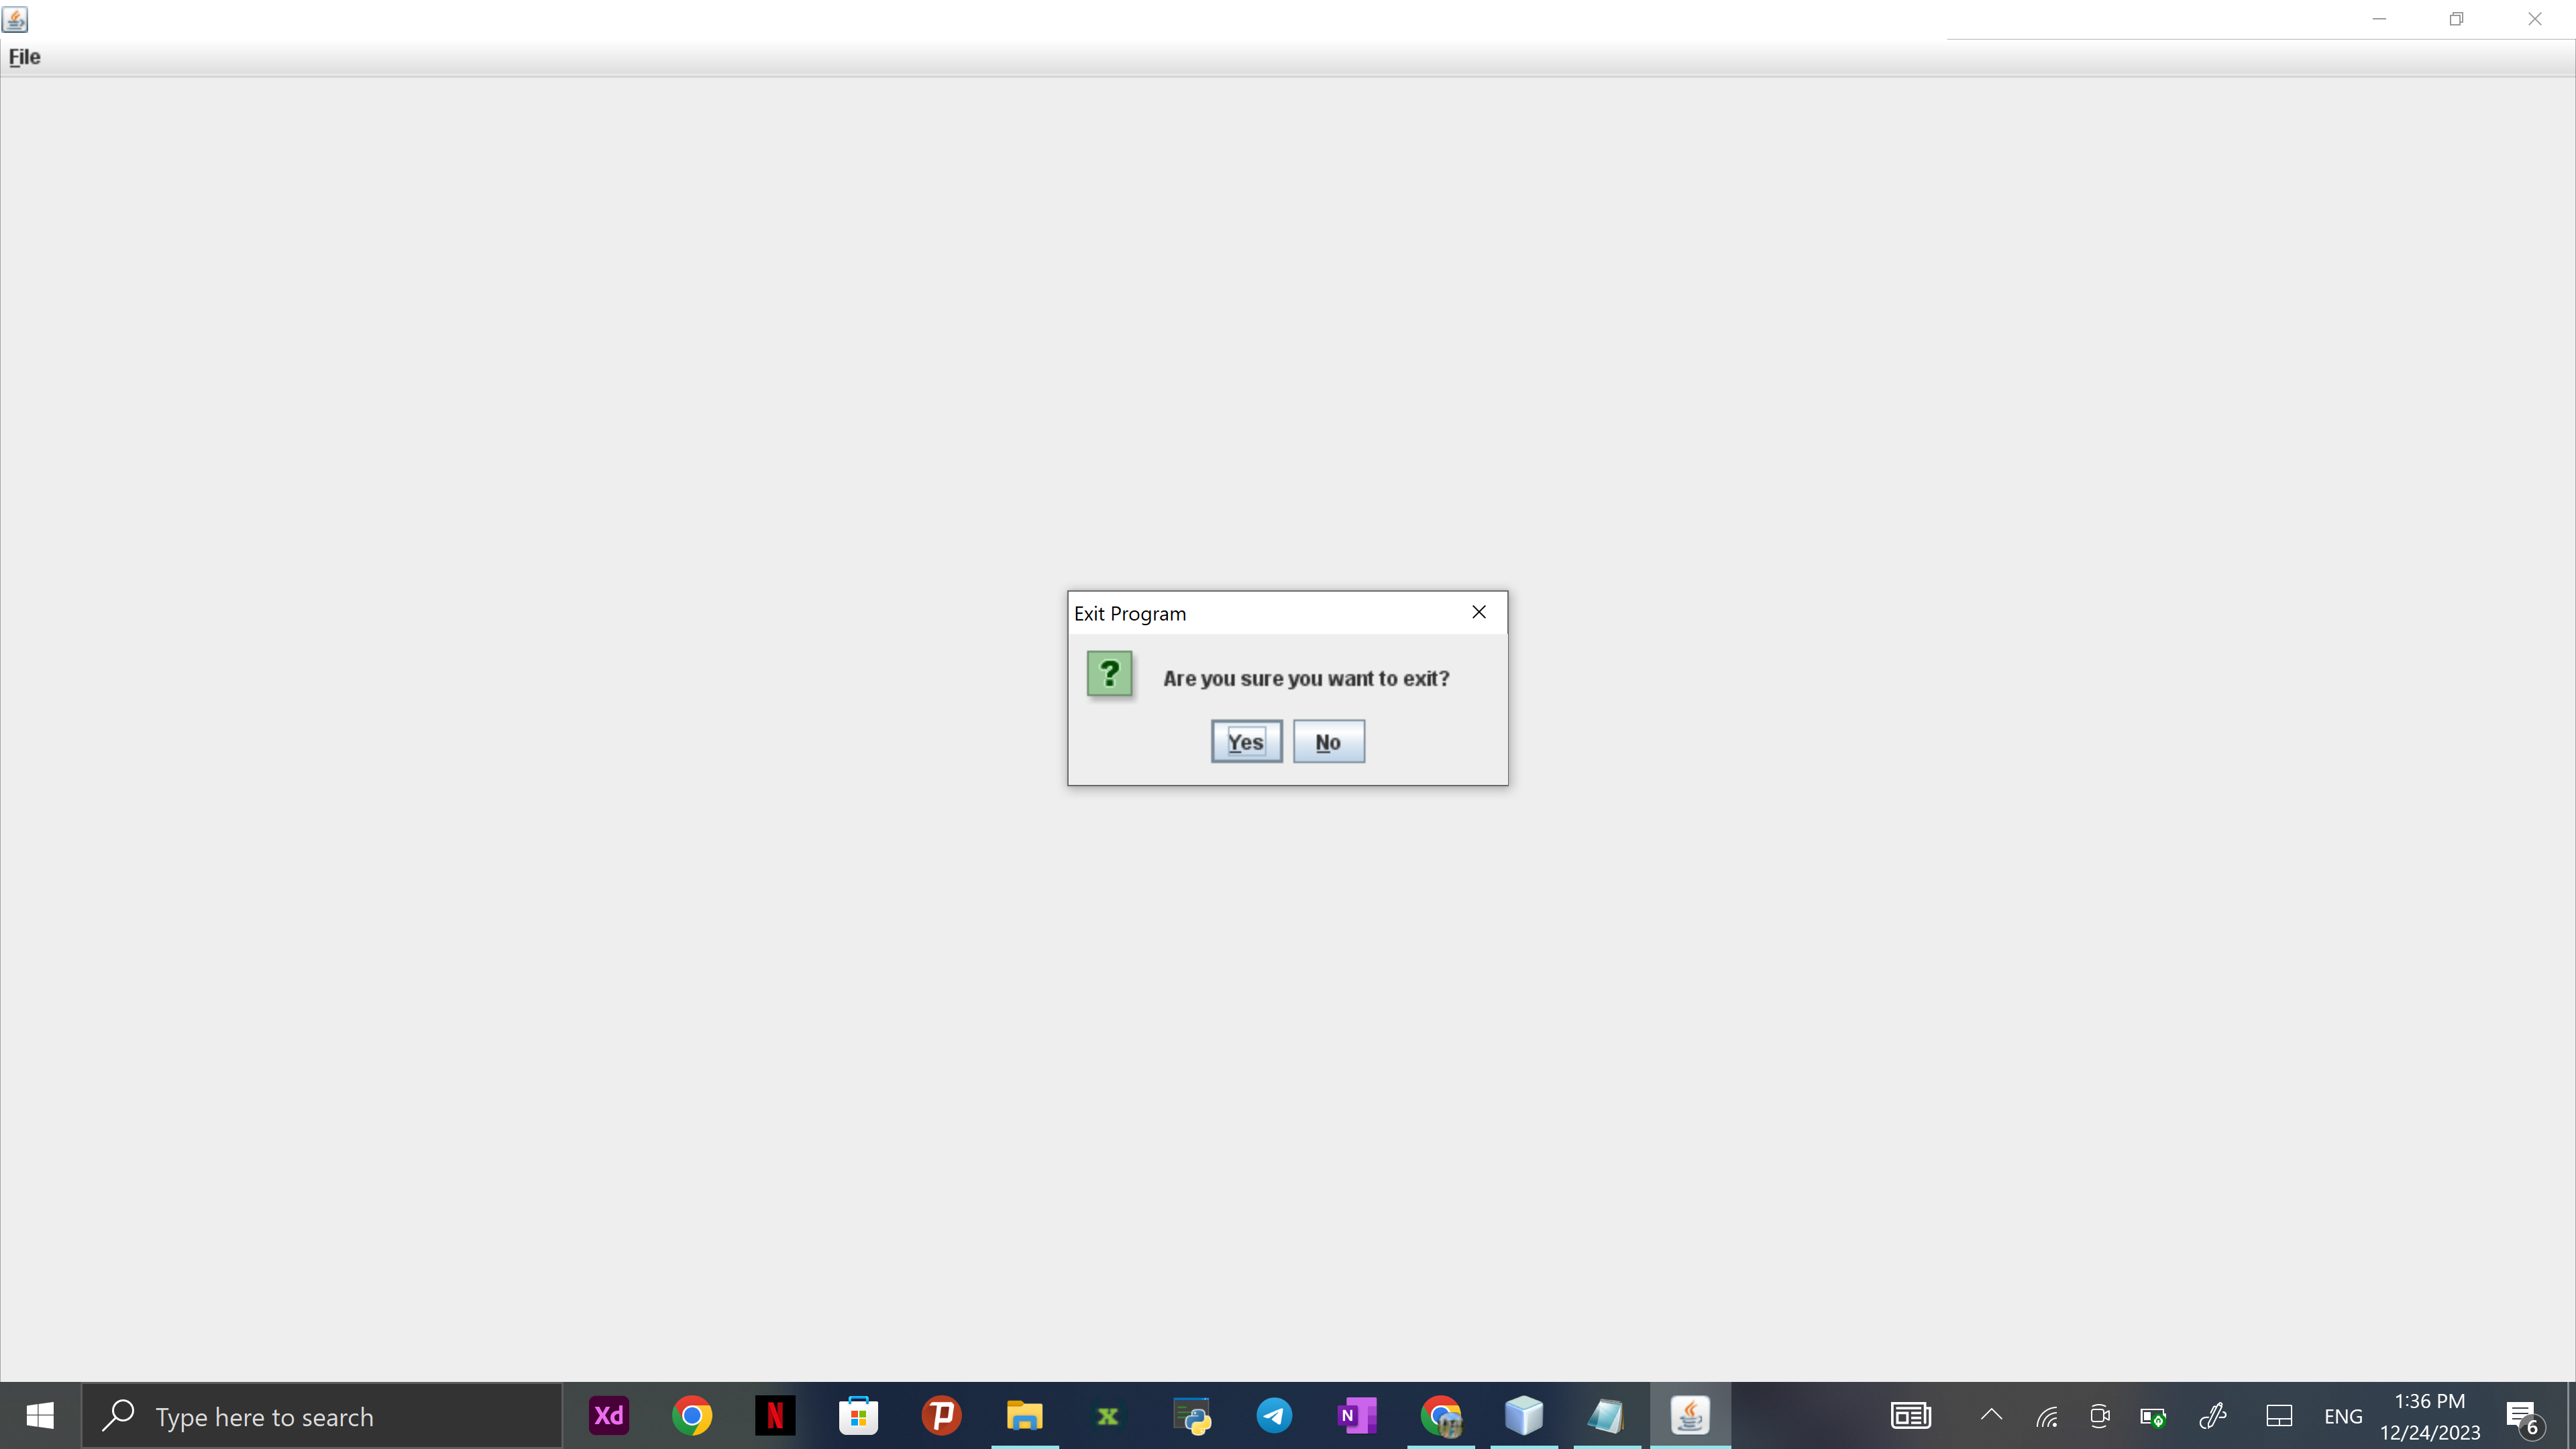 File
Exit Program
?
Are you sure you want to exit?
Yes No
Type here to search
Xd
N
N
ENG
1:36 PM
12/24/2023
6